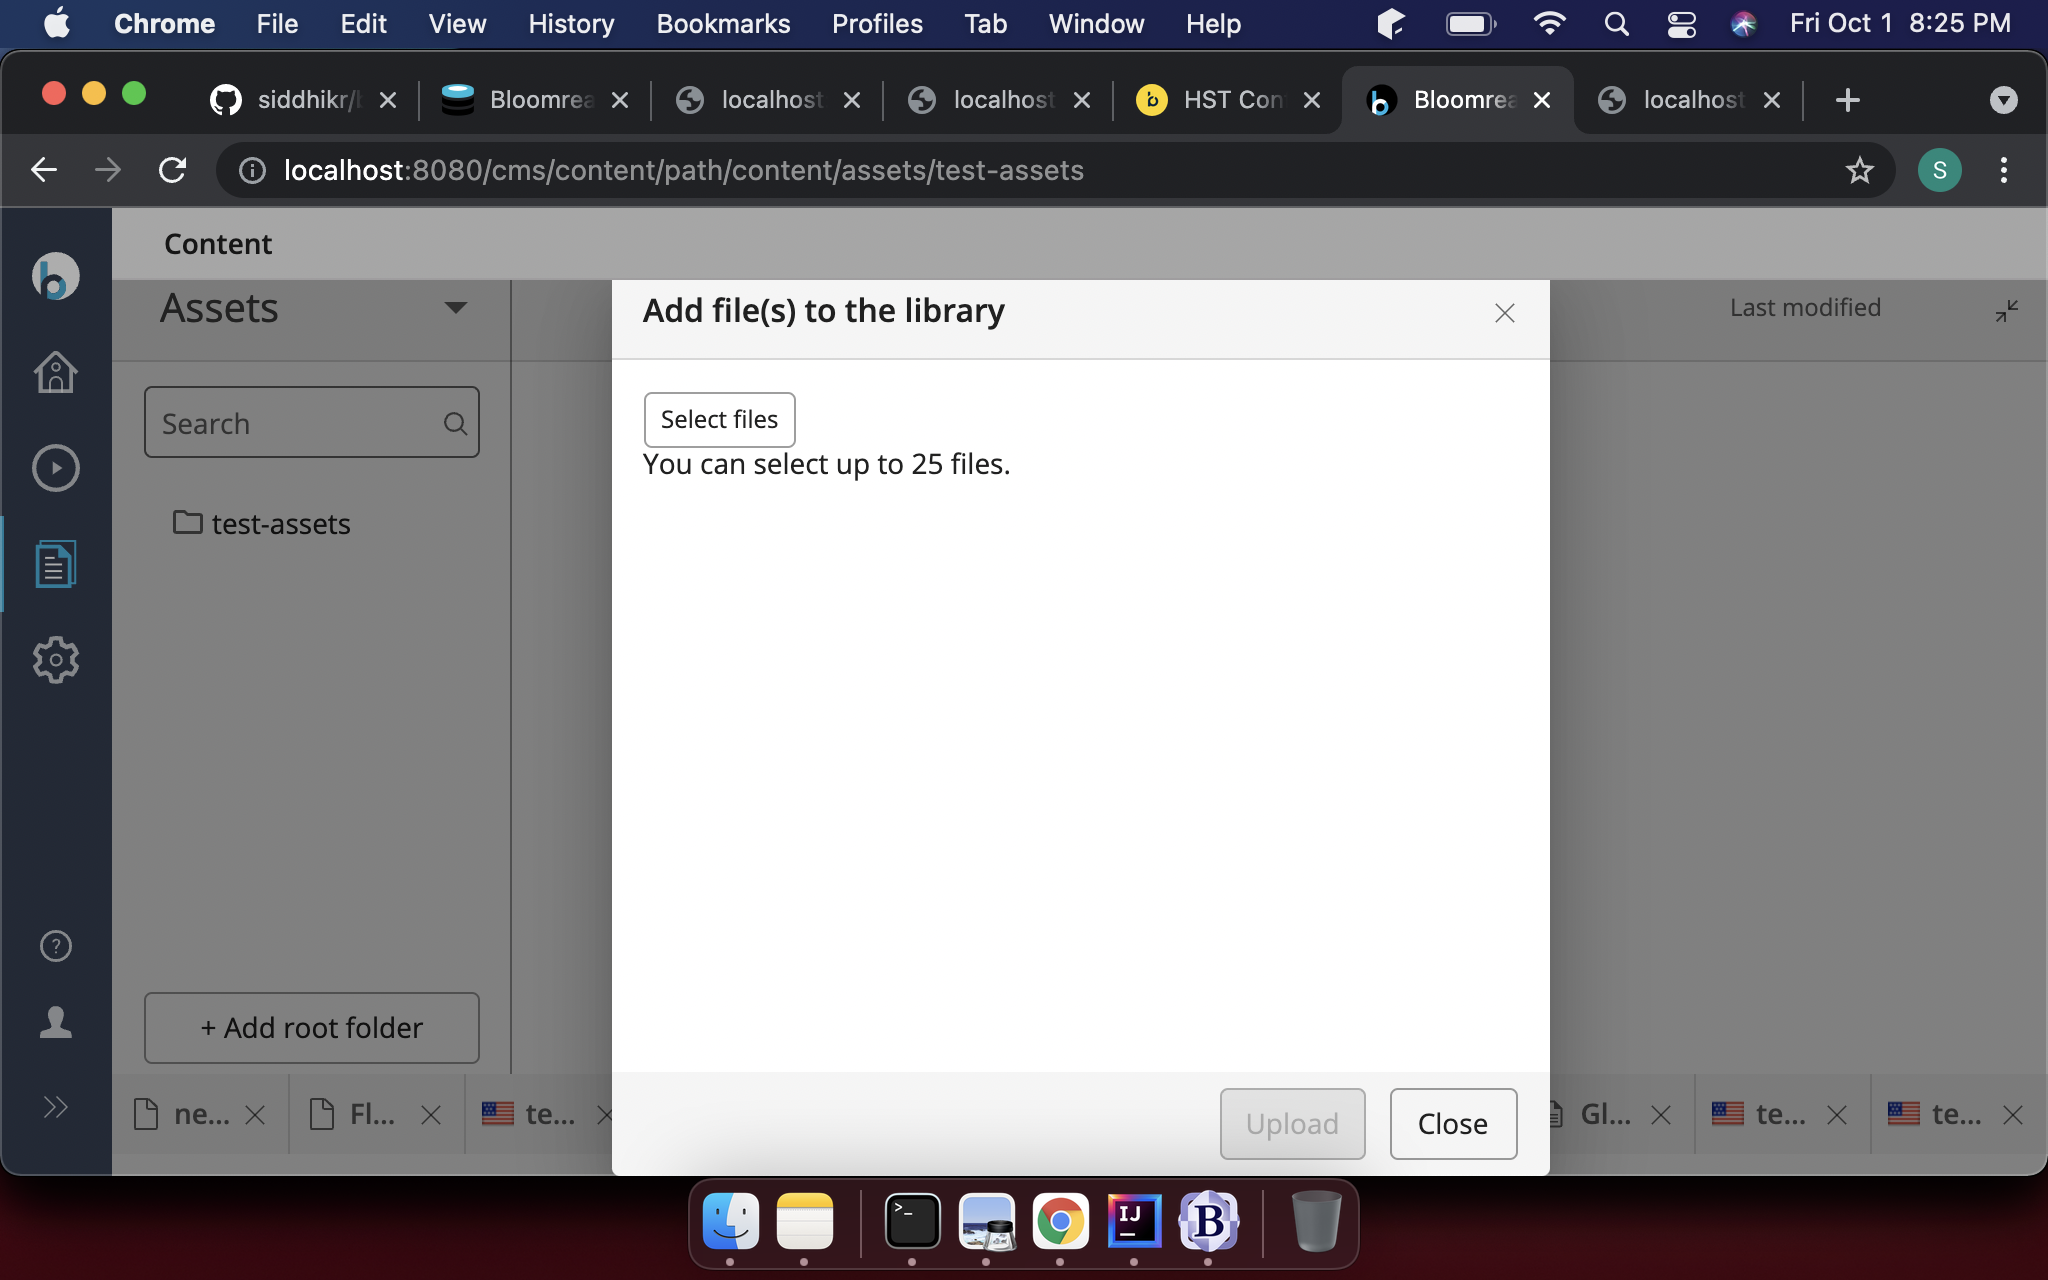 Chrome File Edit View History Bookmarks Profiles Tab Window Help Fri Oct 1 8:25 PM
siddhikr/ Bloomrea localhost localhost HST Con Bloomrea localhost
localhost:8080/cms/content/path/content/assets/test-assets
S
Content
Assets
Add file(s) to the library
Last modified
Search
Select files
You can select up to 25 files.
test-assets
+ Add root folder
ne... Fl... te... Gl... te... te...
Upload Close
IJ
B